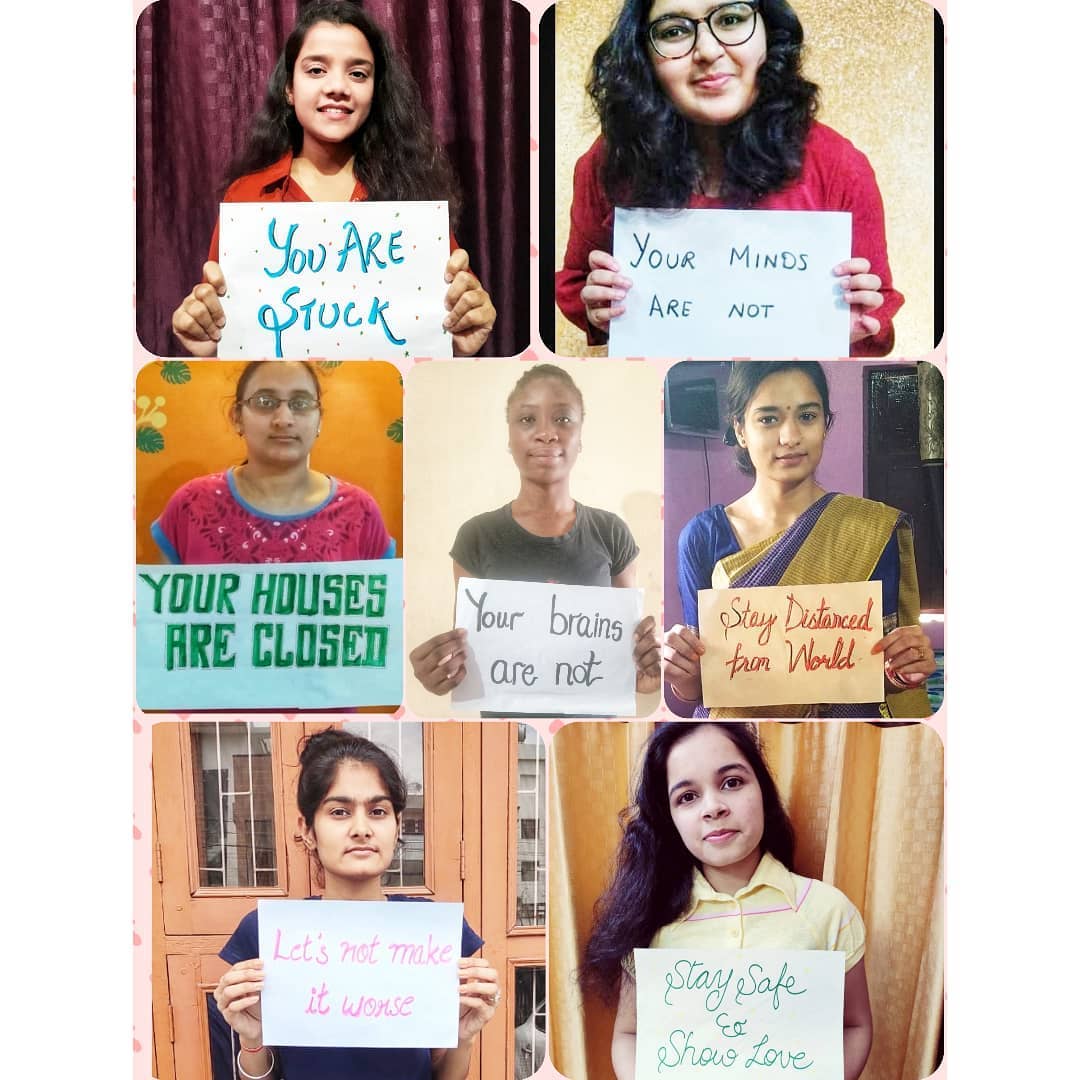 You Are
Stuck
Your Minds
Are not
YOUR HOUSES
ARE CLOSED
Your brains
are not
Stay Distanced
from World
Let's not make
it worse
Stay Safe
&
Show Love